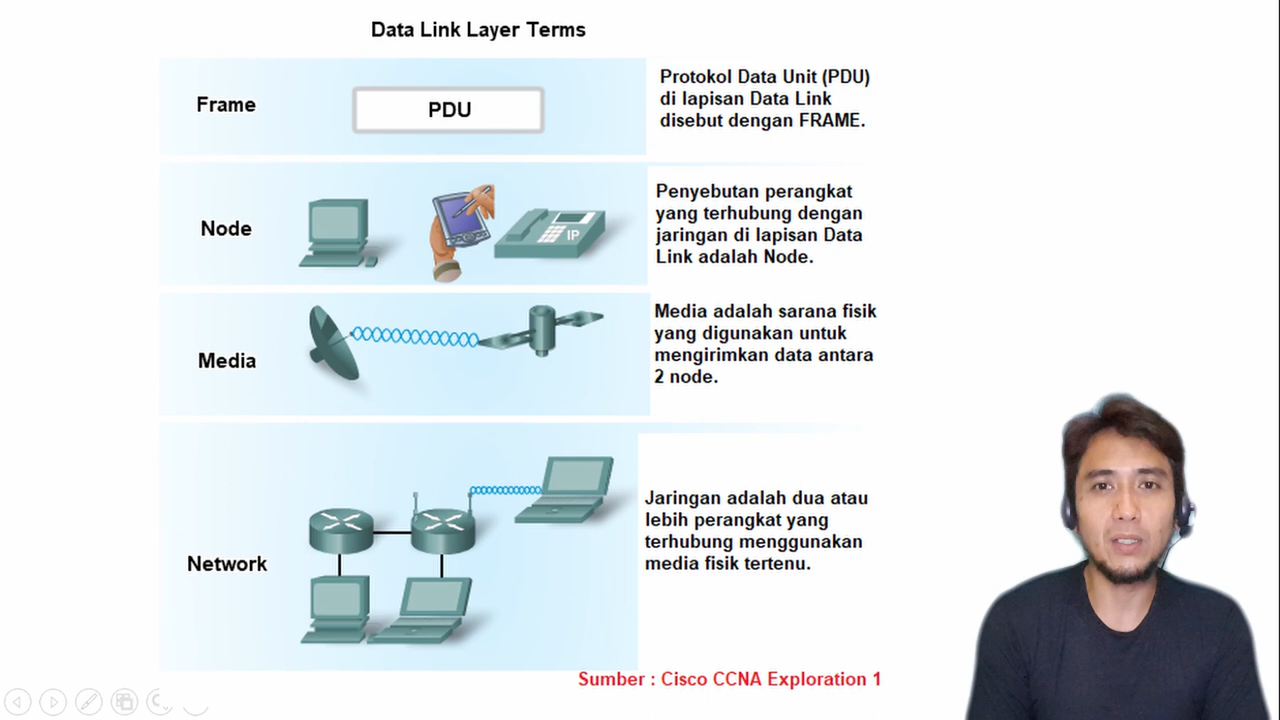 Data Link Layer Terms
Frame
PDU
Protokol Data Unit (PDU)
di lapisan Data Link
disebut dengan FRAME.
Node
IP
Penyebutan perangkat
yang terhubung dengan
jaringan di lapisan Data
Link adalah Node.
Media
Media adalah sarana fisik
yang digunakan untuk
mengirimkan data antara
2 node.
Network
Jaringan adalah dua atau
lebih perangkat yang
terhubung menggunakan
media fisik tertenu.
Sumber : Cisco CCNA Exploration 1